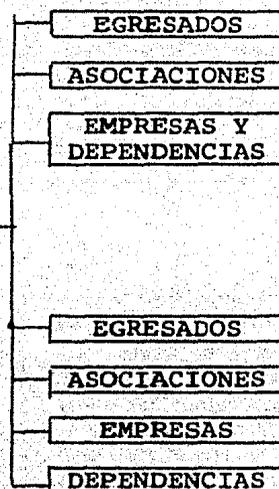 EGRESADOS
ASOCIACIONES
EMPRESAS Y
DEPENDENCIAS
EGRESADOS
ASOCIACIONES
EMPRESAS
DEPENDENCIAS